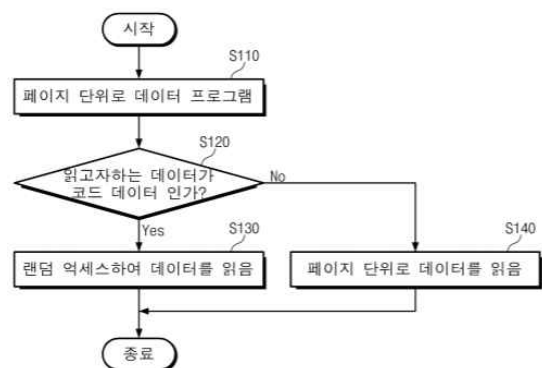 시작
S110
페이지 단위로 데이터 프로그램
S120
읽고자하는 데이터가
코드 데이터 인가?
No
Yes
S130
랜덤 억세스하여 데이터를 읽음
S140
페이지 단위로 데이터를 읽음
종료